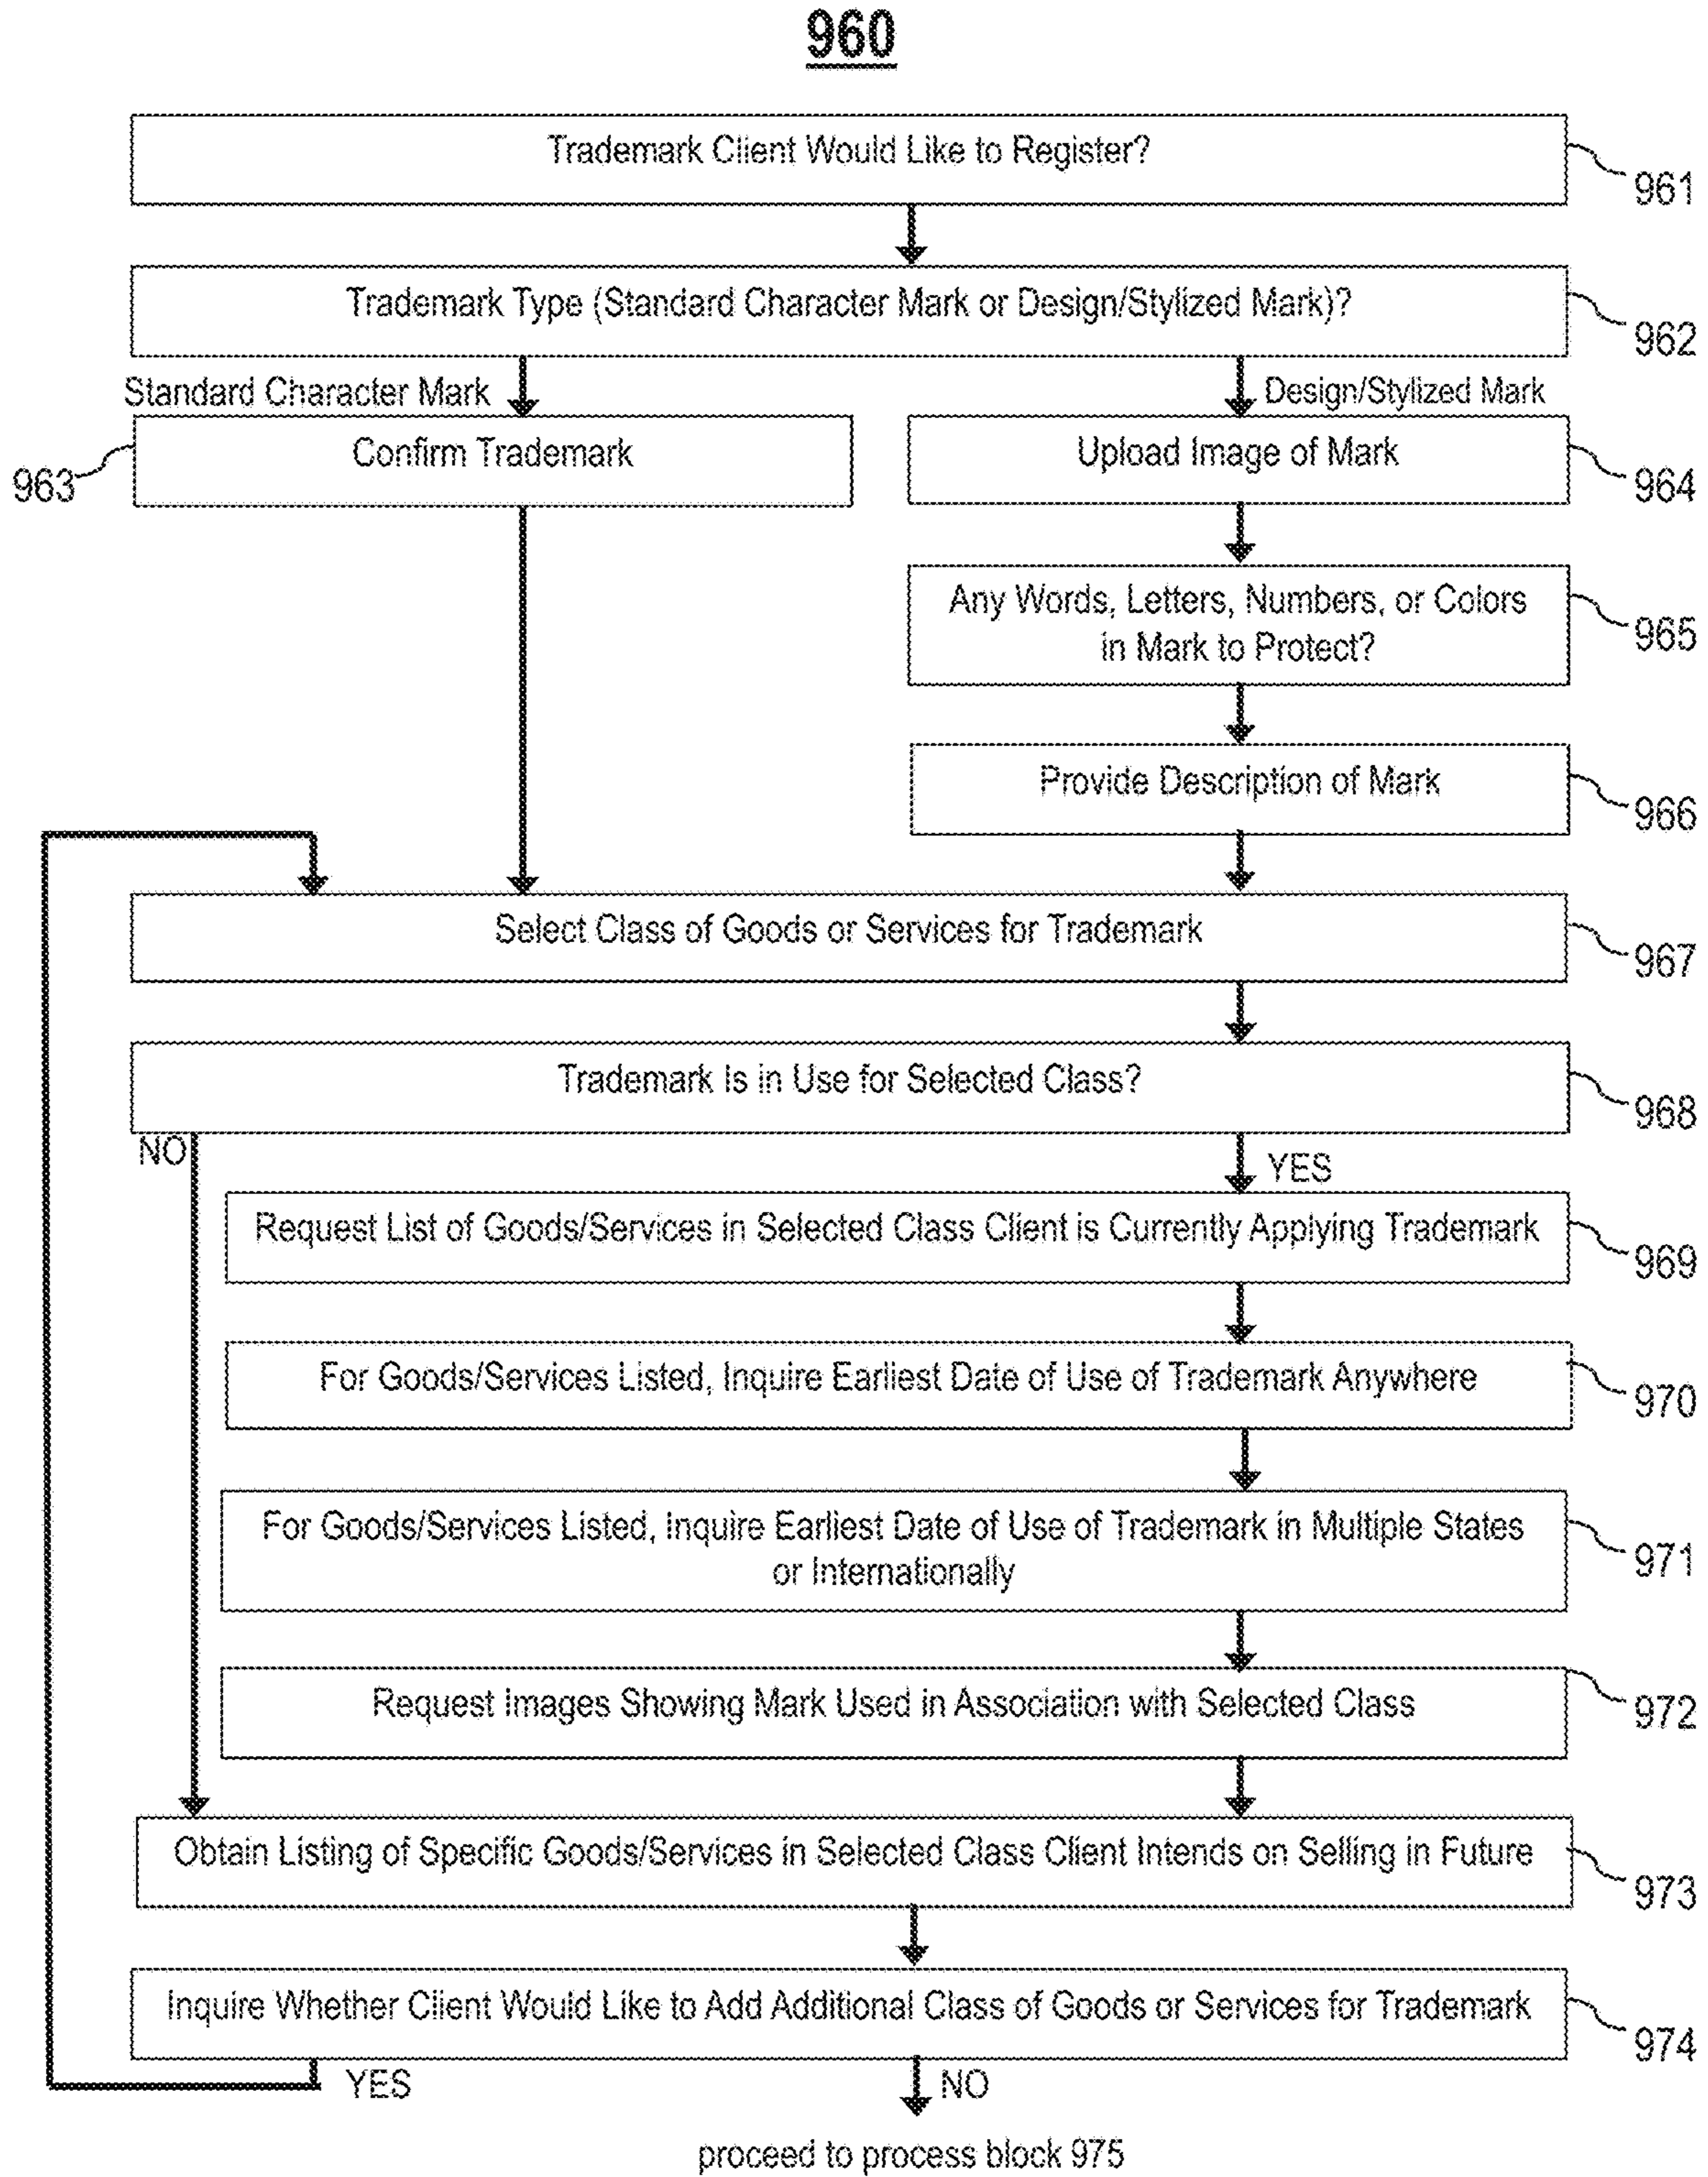 960
Trademark Client Would Like to Register?
961
Trademark Type (Standard Character Mark or Design/Stylized Mark)?
962
Standard Character Mark
Design/Stylized Mark
Confirm Trademark
963
Upload Image of Mark
964
Any Words, Letters, Numbers, or Colors
in Mark to Protect?
965
Provide Description of Mark
966
Select Class of Goods or Services for Trademark
967
Trademark Is in Use for Selected Class?
968
NO
YES
Request List of Goods/Services in Selected Class Client is Currently Applying Trademark
969
For Goods/Services Listed, Inquire Earliest Date of Use of Trademark Anywhere
970
For Goods/Services Listed, Inquire Earliest Date of Use of Trademark in Multiple States
or Internationally
971
Request Images Showing Mark Used in Association with Selected Class
972
Obtain Listing of Specific Goods/Services in Selected Class Client Intends on Selling in Future
973
Inquire Whether Client Would Like to Add Additional Class of Goods or Services for Trademark
974
YES
NO
proceed to process block 975